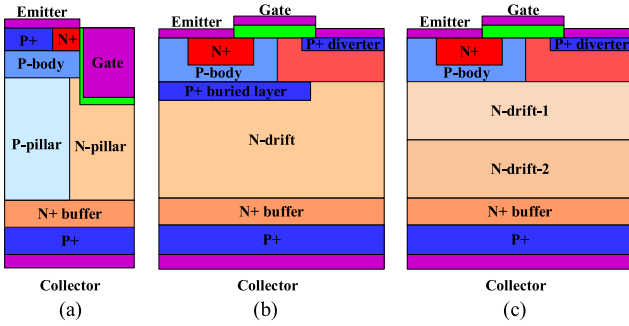 Emitter
P+
N+
Gate
P-body
P-pillar
N-pillar
N+ buffer
P+
Collector
(a)
Emitter
Gate
N+
P+ diverter
P-body
P+ buried layer
N-drift
N+ buffer
P+
Collector
(b)
Emitter
Gate
N+
P+ diverter
P-body
N-drift-1
N-drift-2
N+ buffer
P+
Collector
(c)